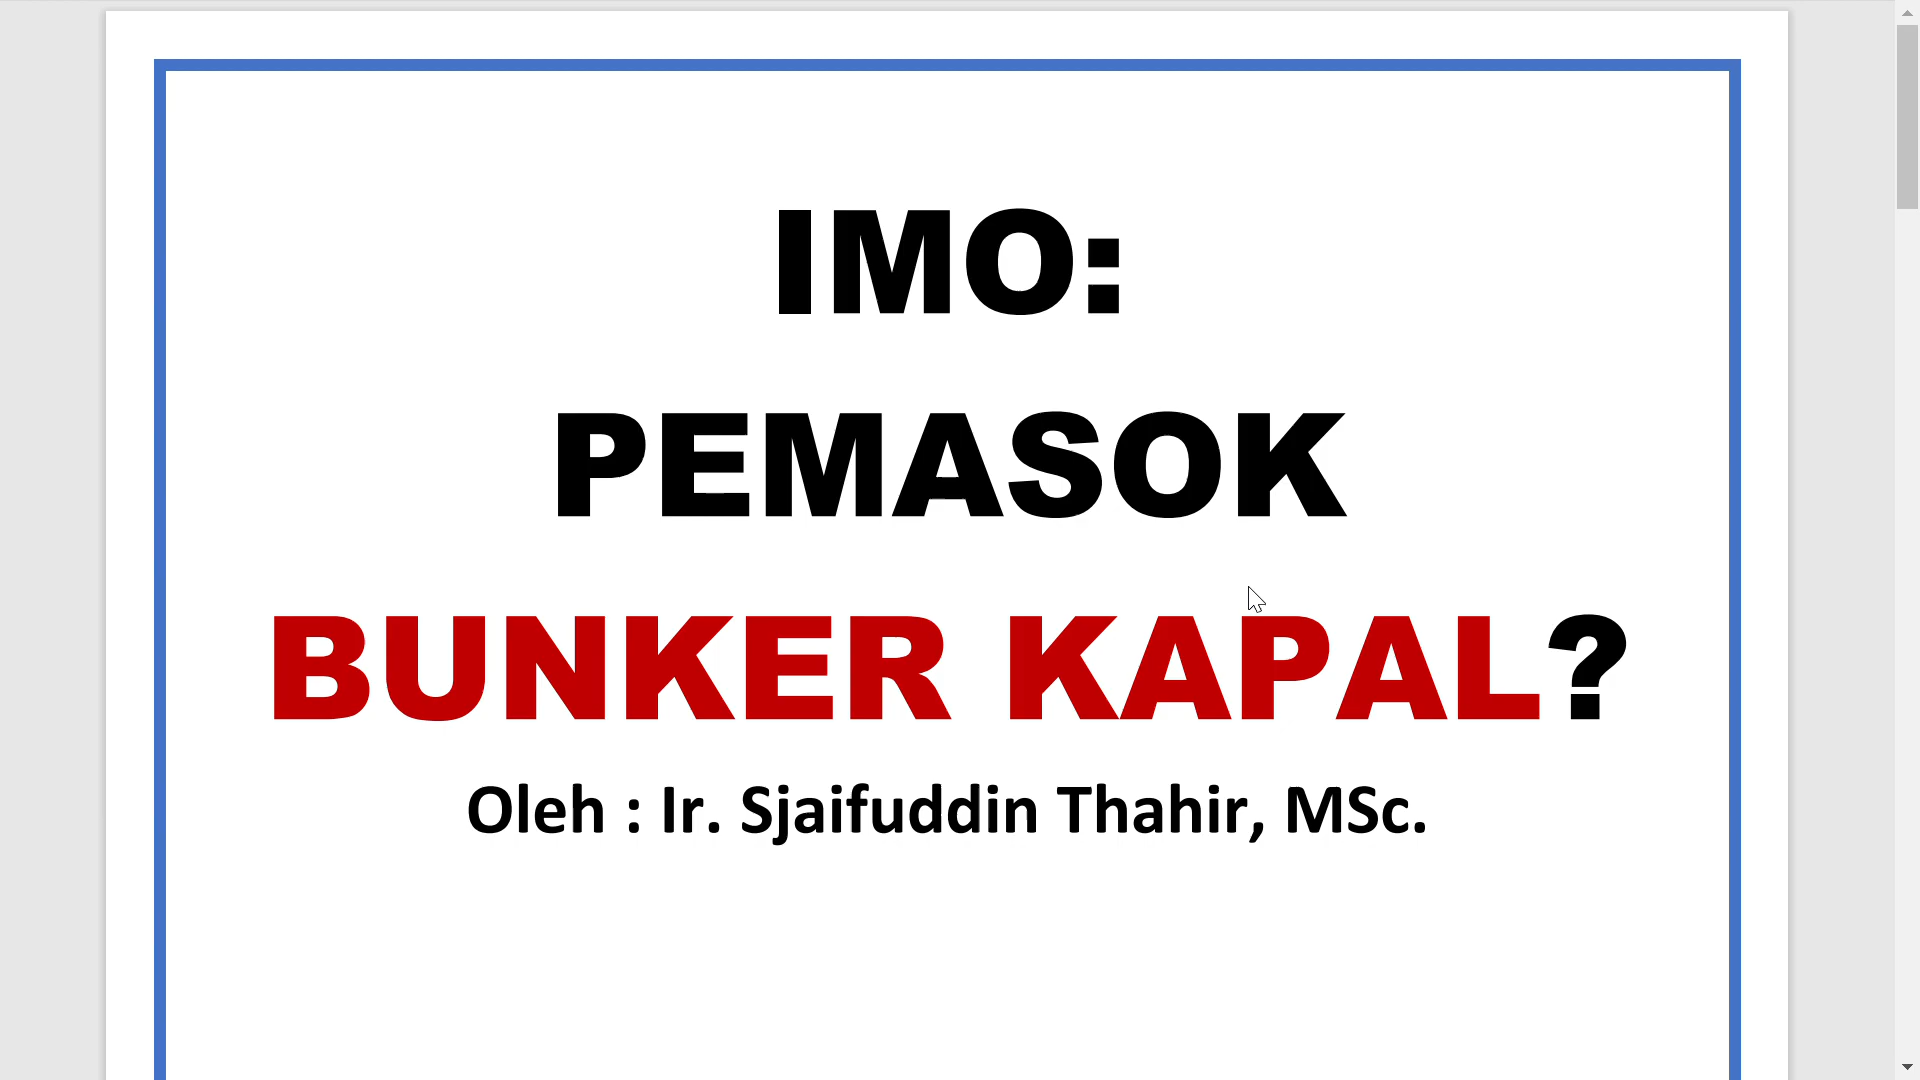 IMO:
PEMASOK
BUNKER KAPAL?
Oleh : Ir. Sjaifuddin Thahir, MSc.